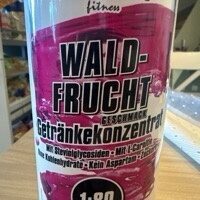 fitness
WALD-
FRUCHT
GESCHMACK
Getränkekonzentrat
Mit Steviolglycosiden - Mit L-Carnitin
Kohlenhydrate - Kein Aspartam -
1:80